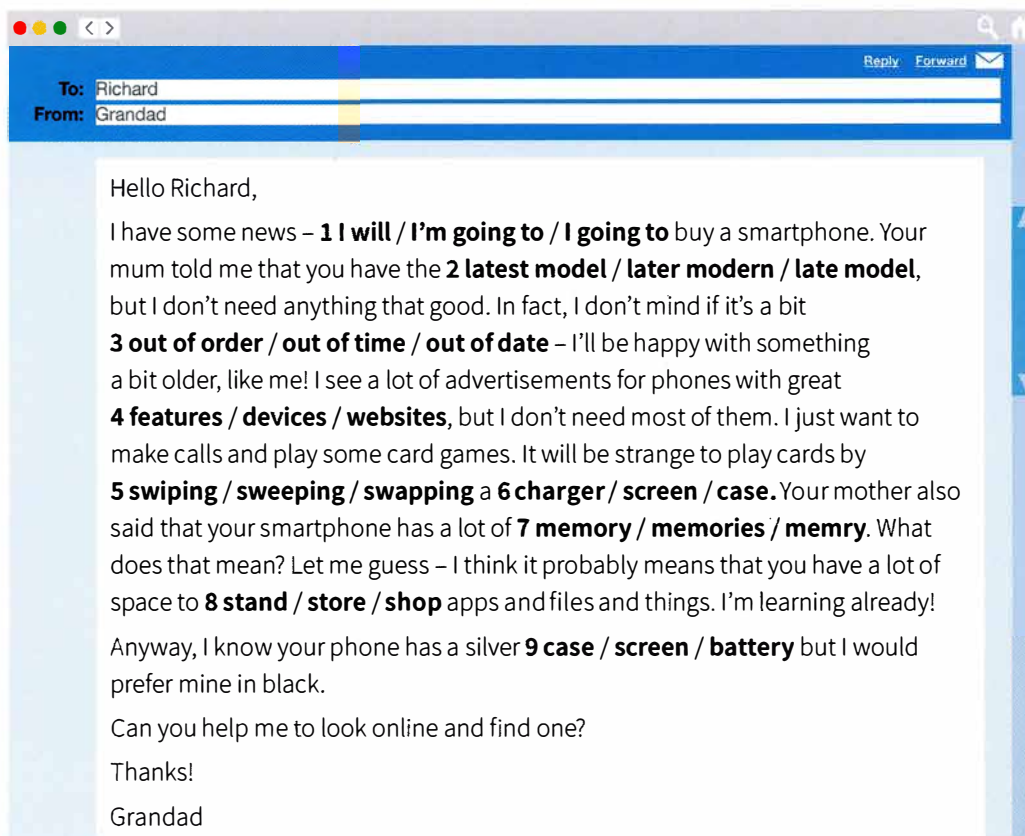 Reply Forward
To: Richard
From: Grandad
Hello Richard,
I have some news – 1 I will / I'm going to / I going to buy a smartphone. Your
mum told me that you have the 2 latest model / later modern / late model,
but I don't need anything that good. In fact, I don't mind if it's a bit
3 out of order / out of time / out of date – I'll be happy with something
a bit older, like me! I see a lot of advertisements for phones with great
4 features / devices / websites, but I don't need most of them. I just want to
make calls and play some card games. It will be strange to play cards by
5 swiping / sweeping / swapping a 6 charger / screen / case. Your mother also
said that your smartphone has a lot of 7 memory / memories / memry. What
does that mean? Let me guess – I think it probably means that you have a lot of
space to 8 stand / store / shop apps and files and things. I'm learning already!
Anyway, I know your phone has a silver 9 case / screen / battery but I would
prefer mine in black.
Can you help me to look online and find one?
Thanks!
Grandad